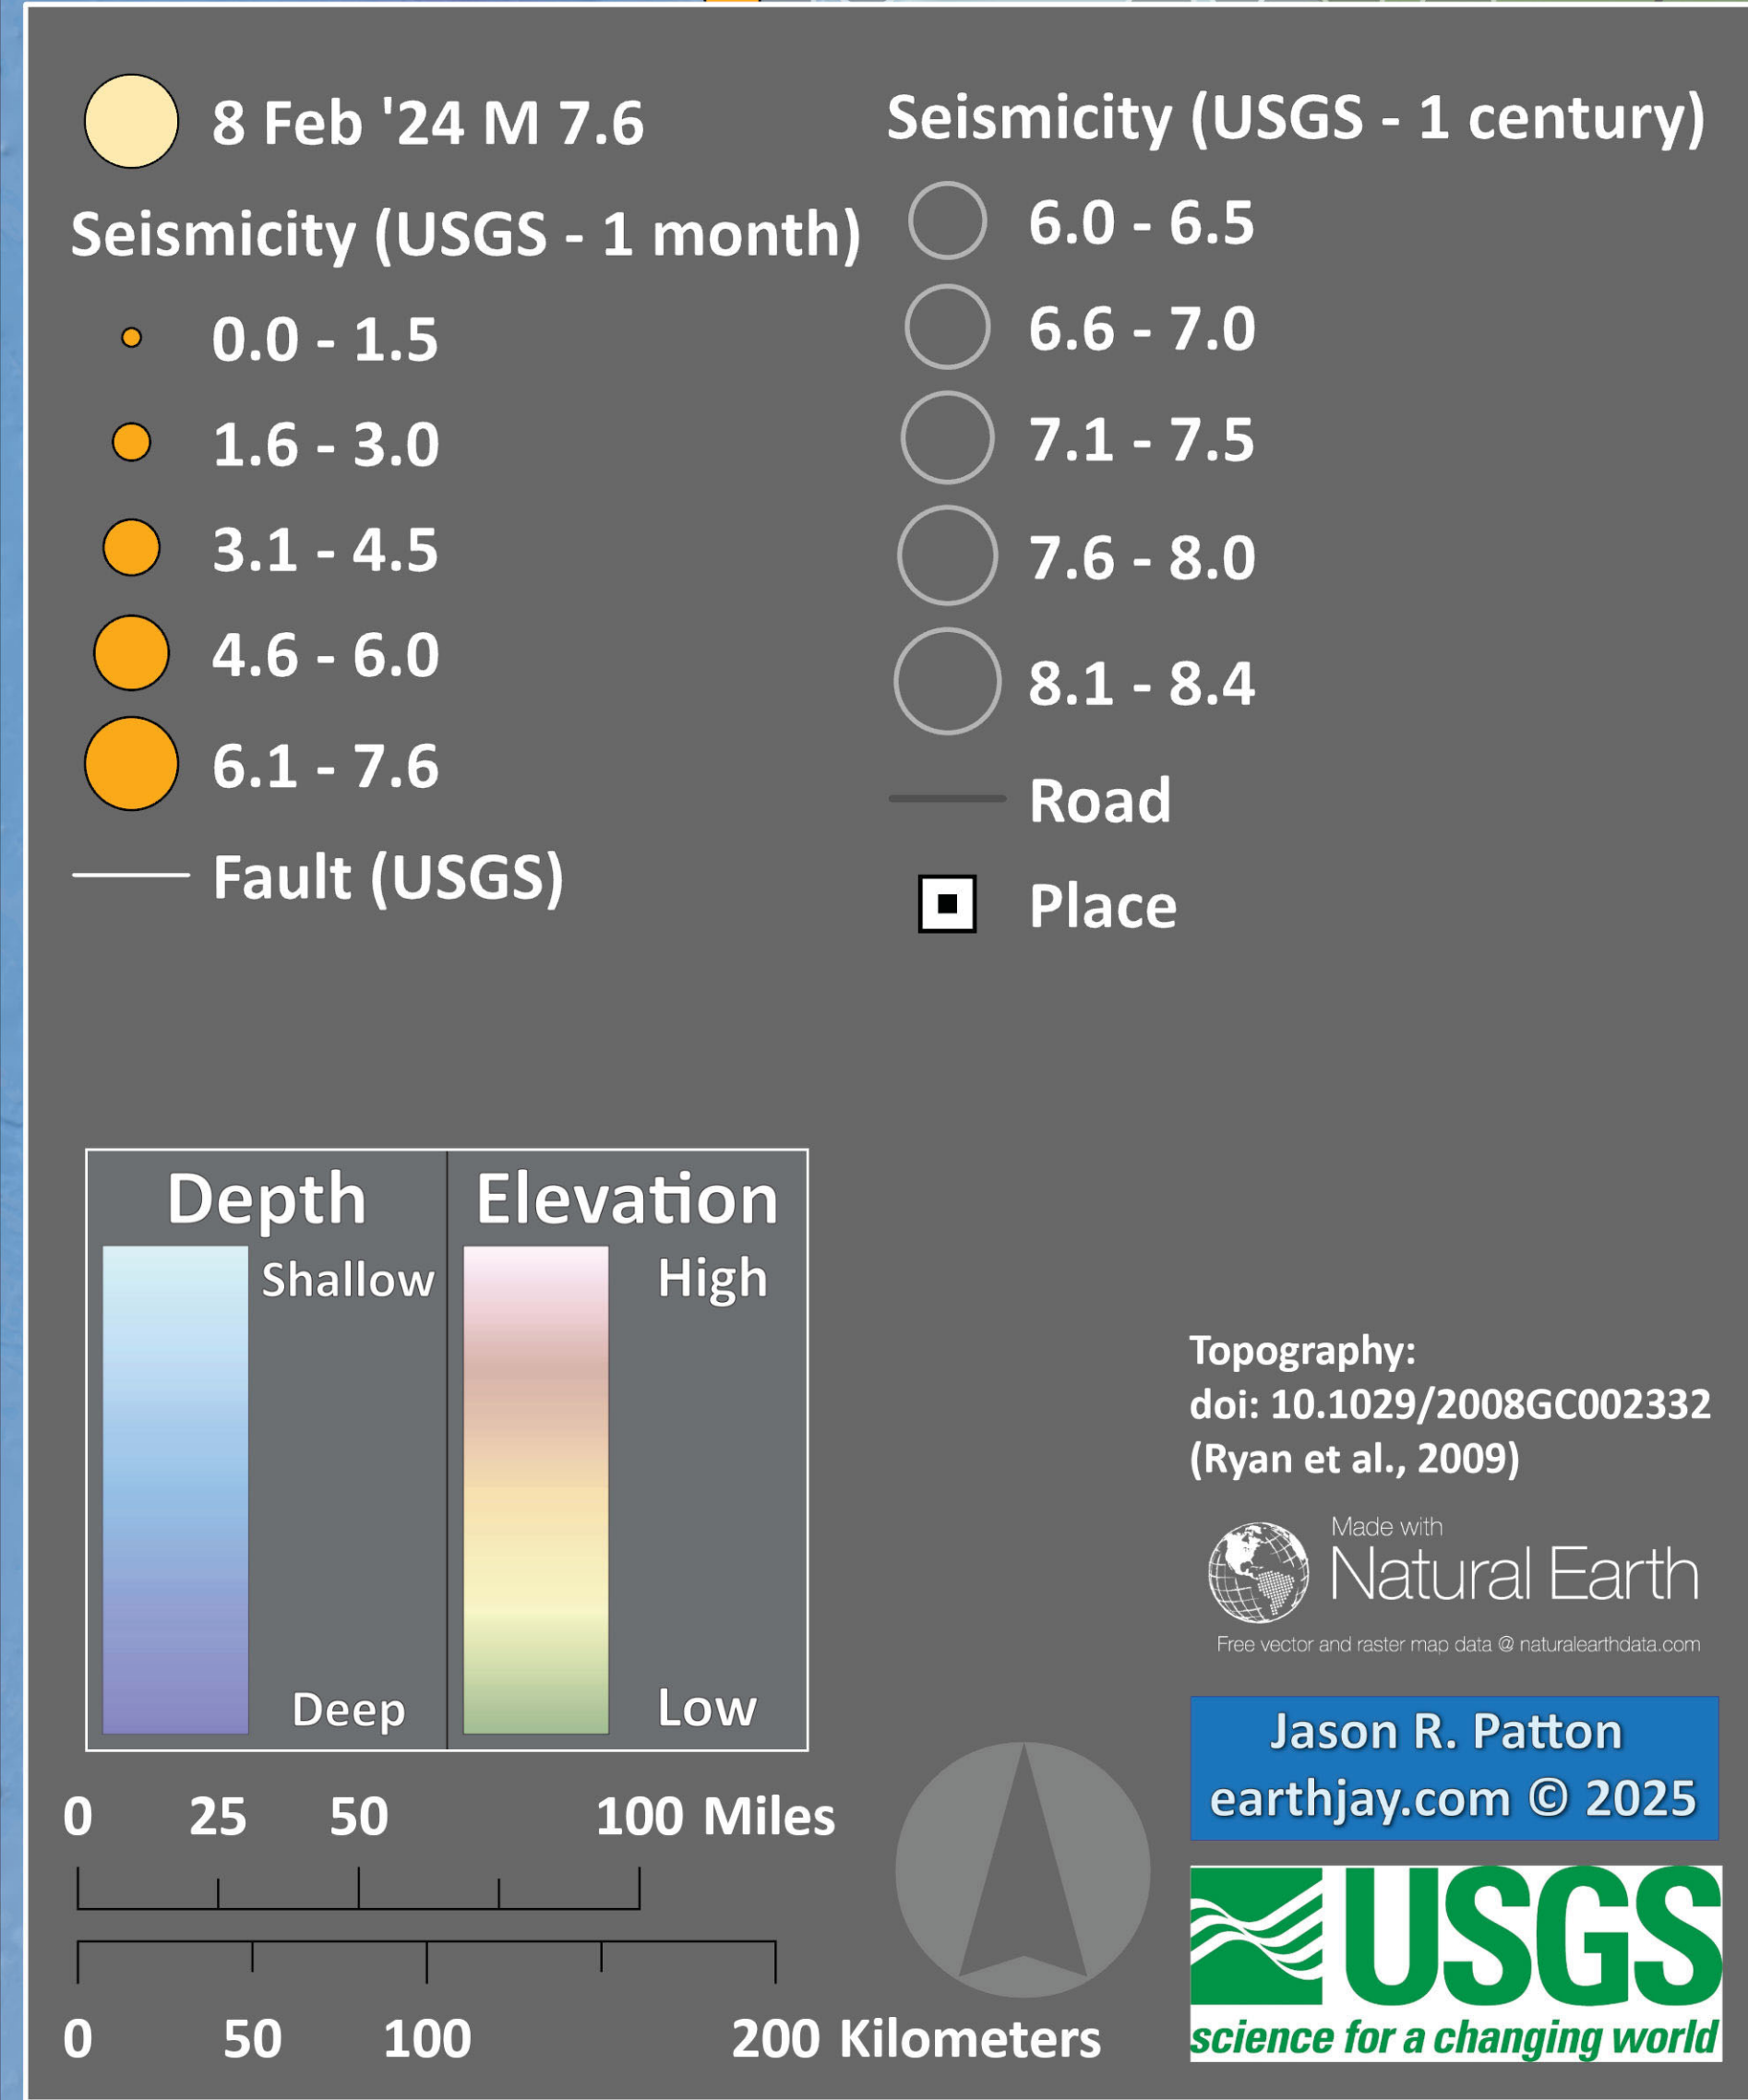 8 Feb '24 M 7.6
Seismicity (USGS - 1 month)
0.0 - 1.5
1.6 - 3.0
3.1 - 4.5
4.6 - 6.0
6.1 - 7.6
Fault (USGS)
Seismicity (USGS - 1 century)
6.0 - 6.5
6.6 - 7.0
7.1 - 7.5
7.6 - 8.0
8.1 - 8.4
Road
Place
Depth
Shallow
Deep
Elevation
High
Low
0 25 50 100 Miles
0 50 100 200 Kilometers
Topography:
doi: 10.1029/2008GC002332
(Ryan et al., 2009)
Made with
Natural Earth
Free vector and raster map data @ naturalearthdata.com
Jason R. Patton
earthjay.com © 2025
USGS
science for a changing world